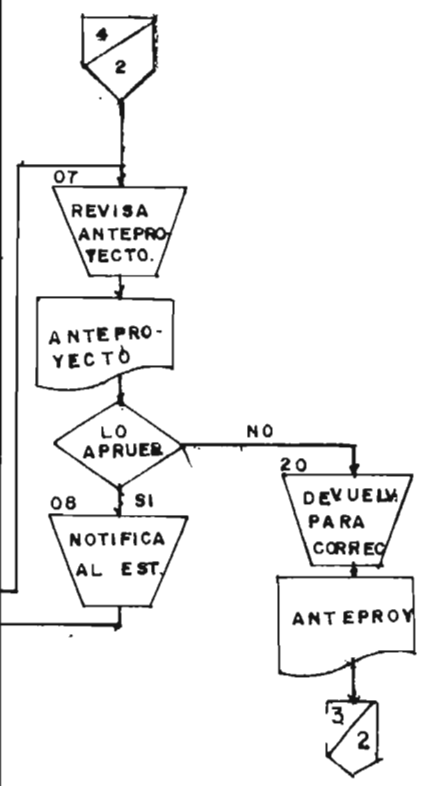 4
2
07
REVISA
ANTEPRO-
YECTO.
ANTEPRO-
YECTO
LO
APRUEB
NO
SI
20
DEVUELV.
PARA
CORREC
08
NOTIFICA
AL EST.
ANTEPROY
3
2